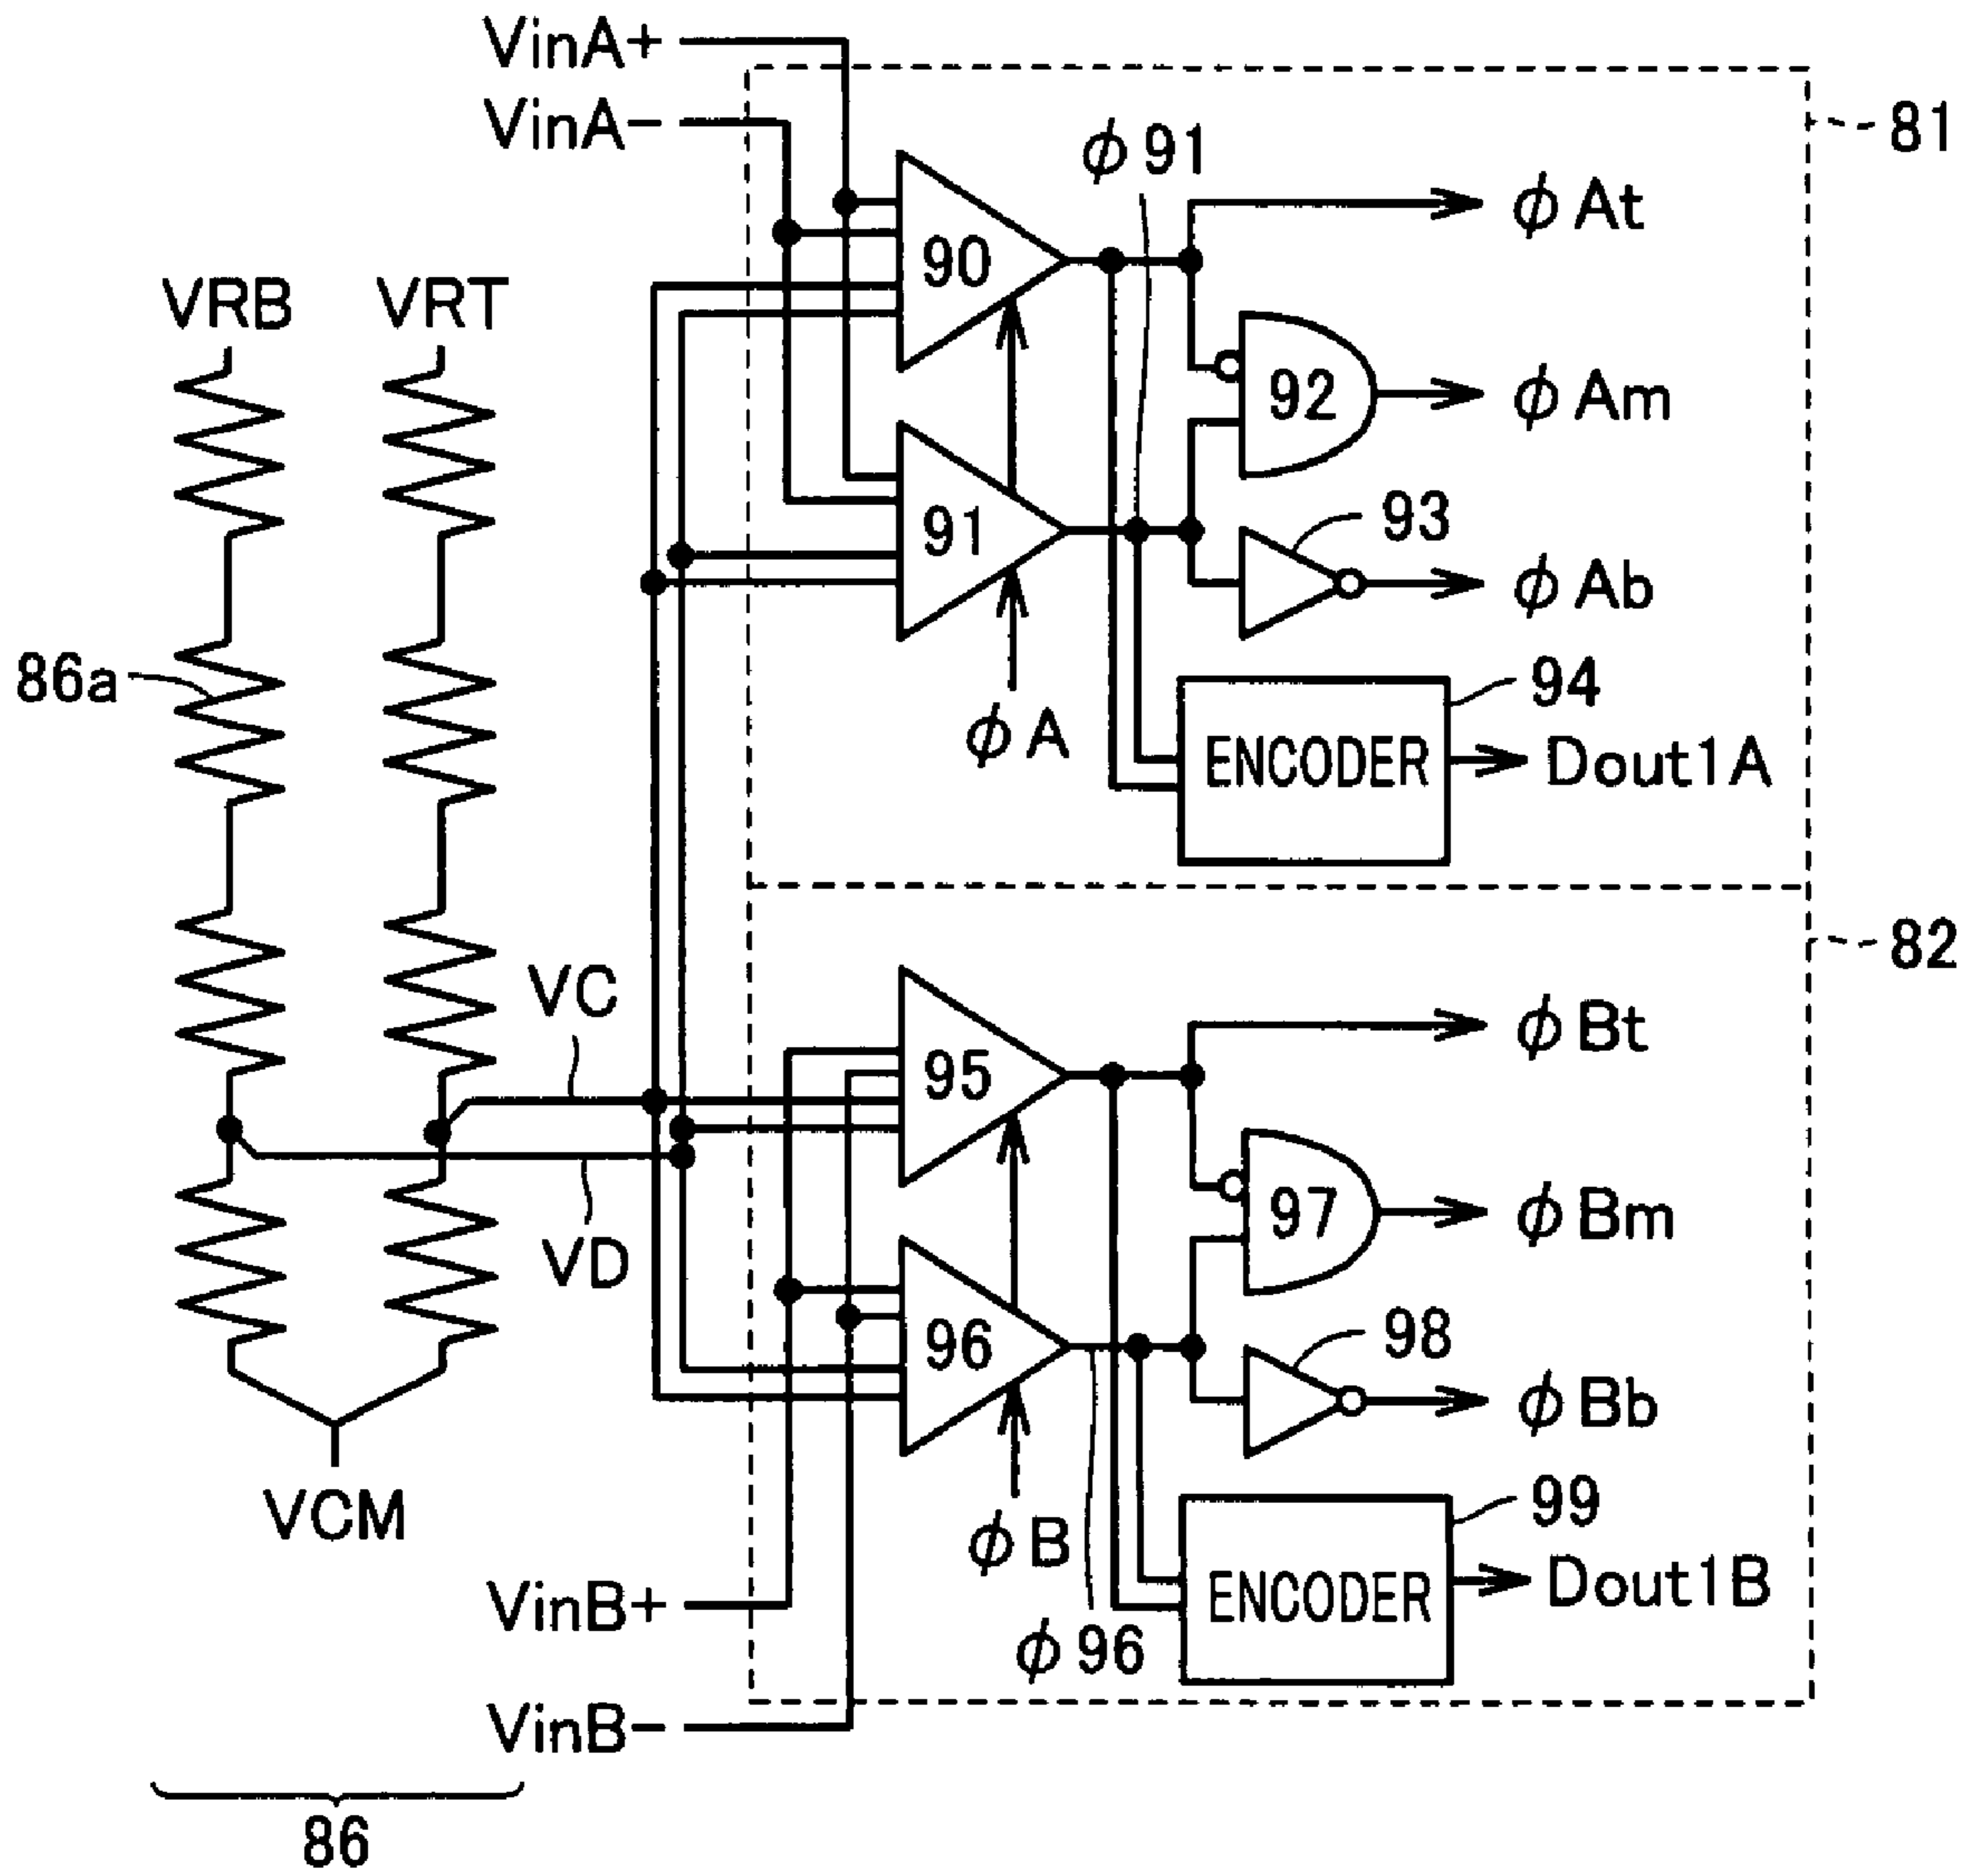 VinA+
VinA-
81
φ91
φAt
90
VRB
VRT
92
φAm
93
91
φAb
86a
94
φA
ENCODER
Dout1A
82
VC
95
φBt
97
φBm
VD
96
98
φBb
VCM
99
φB
ENCODER
Dout1B
VinB+
φ96
VinB-
86